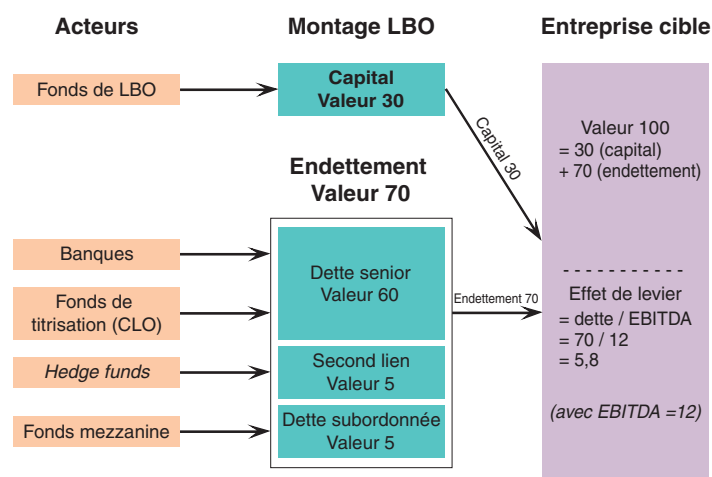 Acteurs
Montage LBO
Entreprise cible
Fonds de LBO
Capital
Valeur 30
Capital 30
Valeur 100
= 30 (capital)
+ 70 (endettement)
Endettement
Valeur 70
Banques
Fonds de
titrisation (CLO)
Dette senior
Valeur 60
Endettement 70
- - - - - - - - - - -
Effet de levier
= dette / EBITDA
= 70 / 12
= 5,8
(avec EBITDA =12)
Hedge funds
Second lien
Valeur 5
Fonds mezzanine
Dette subordonnée
Valeur 5